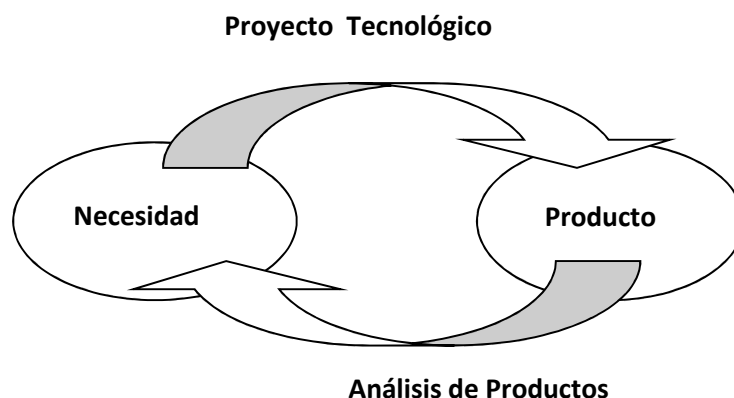 Proyecto Tecnológico
Necesidad
Producto
Análisis de Productos